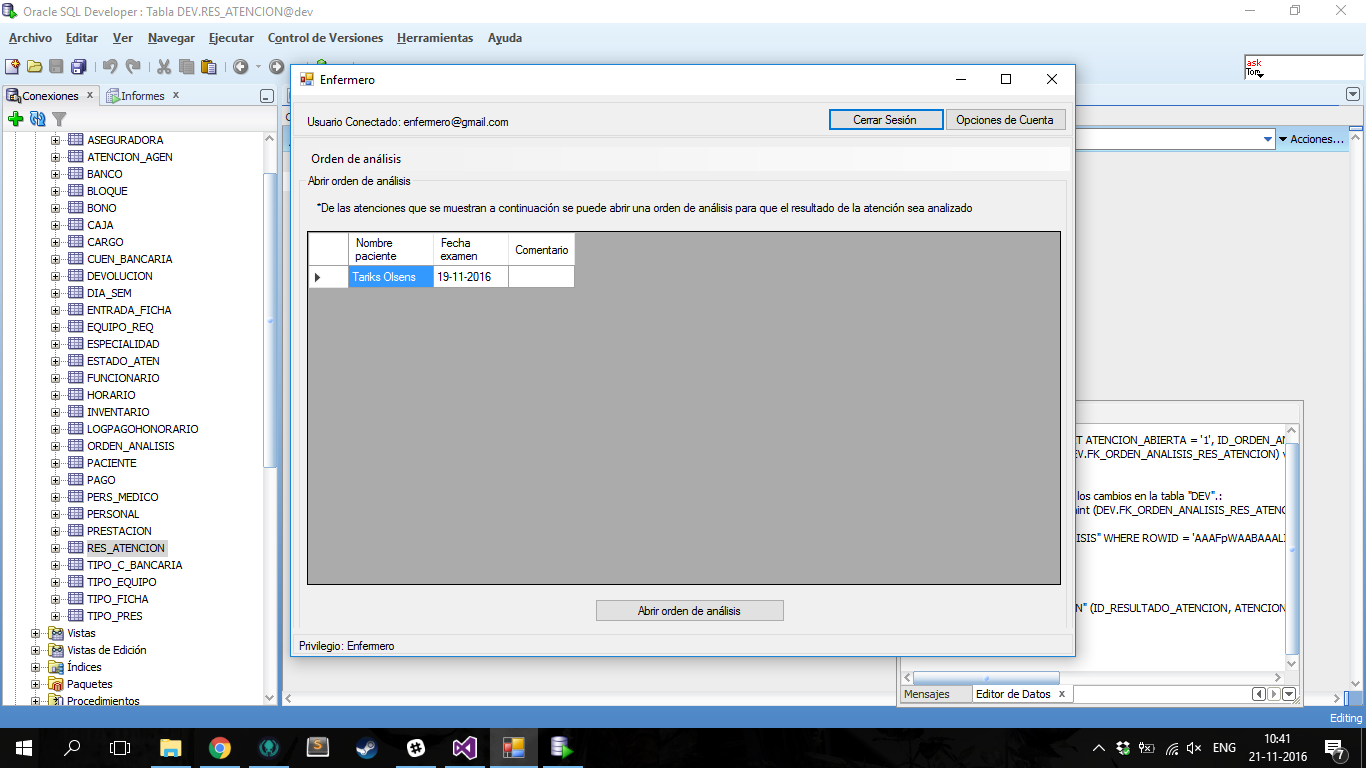 Oracle SQL Developer : Tabla DEV.RES_ATENCION@dev
Archivo Editar Ver Navegar Ejecutar Control de Versiones Herramientas Ayuda
ask
Tom
Conexiones x Informes x
ASEGURADORA
ATENCION_AGEN
BANCO
BLOQUE
BONO
CAJA
CARGO
CUEN_BANCARIA
DEVOLUCION
DIA_SEM
ENTRADA_FICHA
EQUIPO_REQ
ESPECIALIDAD
ESTADO_ATEN
FUNCIONARIO
HORARIO
INVENTARIO
LOGPAGOHONORARIO
ORDEN_ANALISIS
PACIENTE
PAGO
PERS_MEDICO
PERSONAL
PRESTACION
RES_ATENCION
TIPO_C_BANCARIA
TIPO_EQUIPO
TIPO_FICHA
TIPO_PRES
Vistas
Vistas de Edición
Índices
Paquetes
Procedimientos
Enfermero
Usuario Conectado: enfermero@gmail.com
Cerrar Sesión
Opciones de Cuenta
Orden de análisis
Abrir orden de análisis
*De las atenciones que se muestran a continuación se puede abrir una orden de análisis para que el resultado de la atención sea analizado
Nombre paciente
Fecha examen
Comentario
Tariks Olsens
19-11-2016
Abrir orden de análisis
Privilegio: Enfermero
Acciones...
T ATENCION_ABIERTA = '1', ID_ORDEN_AN
EV.FK_ORDEN_ANALISIS_RES_ATENCION) v
los cambios en la tabla "DEV".:
int (DEV.FK_ORDEN_ANALISIS_RES_ATENC
ISIS" WHERE ROWID = 'AAAFpWAABAAAL
N" (ID_RESULTADO_ATENCION, ATENCION
Mensajes Editor de Datos x
Editing
ENG
10:41
21-11-2016
7